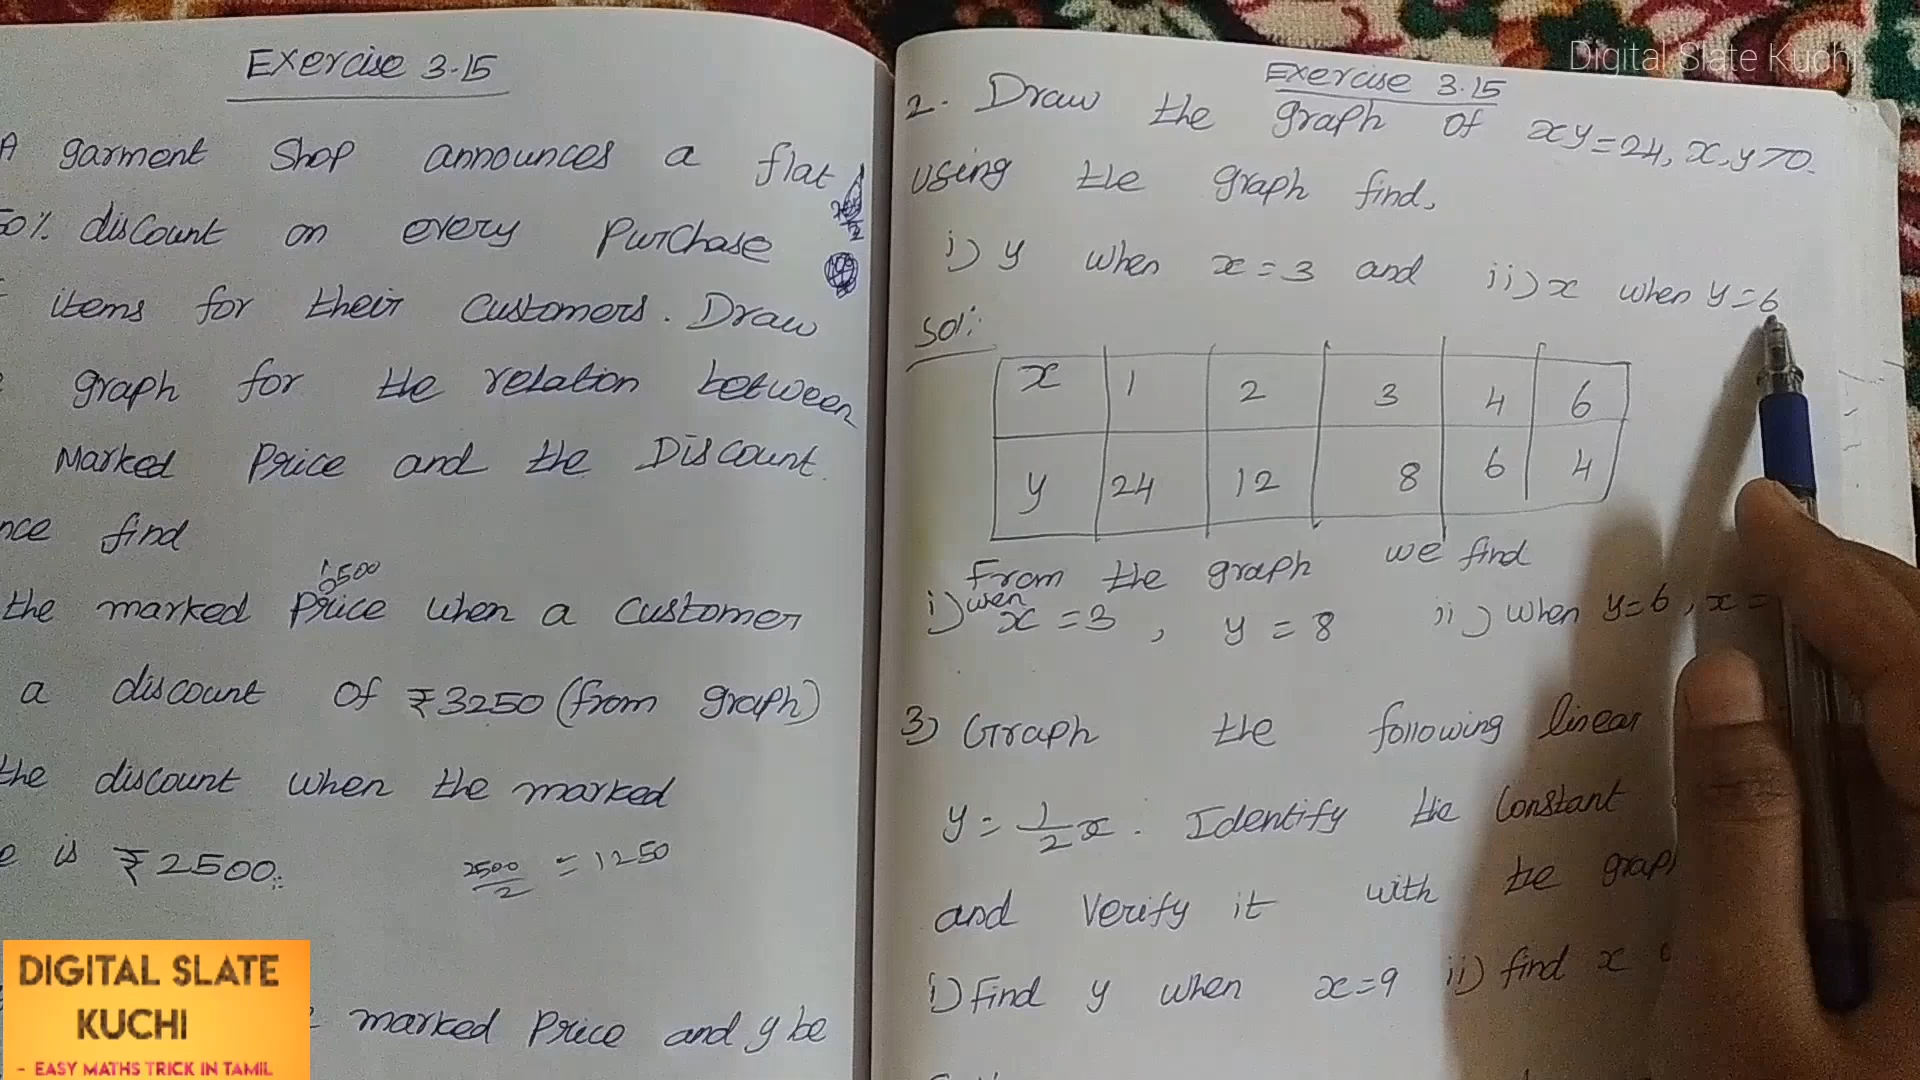 Exercise 3.15
A garment Shop announces a flat
50% discount on every Purchase
items for their Customers. Draw
graph for the relation between
Marked Price and the Discount.
find
1500
the marked Price when a Customer
a discount of ₹3250 (from graph)
the discount when the marked
is ₹2500.
2500/2 = 1250
marked Price and y be
Digital Slate Kuchi
Exercise 3.15
2. Draw the graph of xy=24, x,y>0.
using the graph find,
i) y when x=3 and ii) x when y=6
Sol:
x 1 2 3 4 6
y 24 12 8 6 4
From the graph we find
i) wen x=3, y=8 ii) when y=6, x=
3) Graph the following linear
y=1/2 x. Identify the Constant
and Verify it with the
i) Find y when x=9 ii) find x
DIGITAL SLATE
KUCHI
- EASY MATHS TRICK IN TAMIL